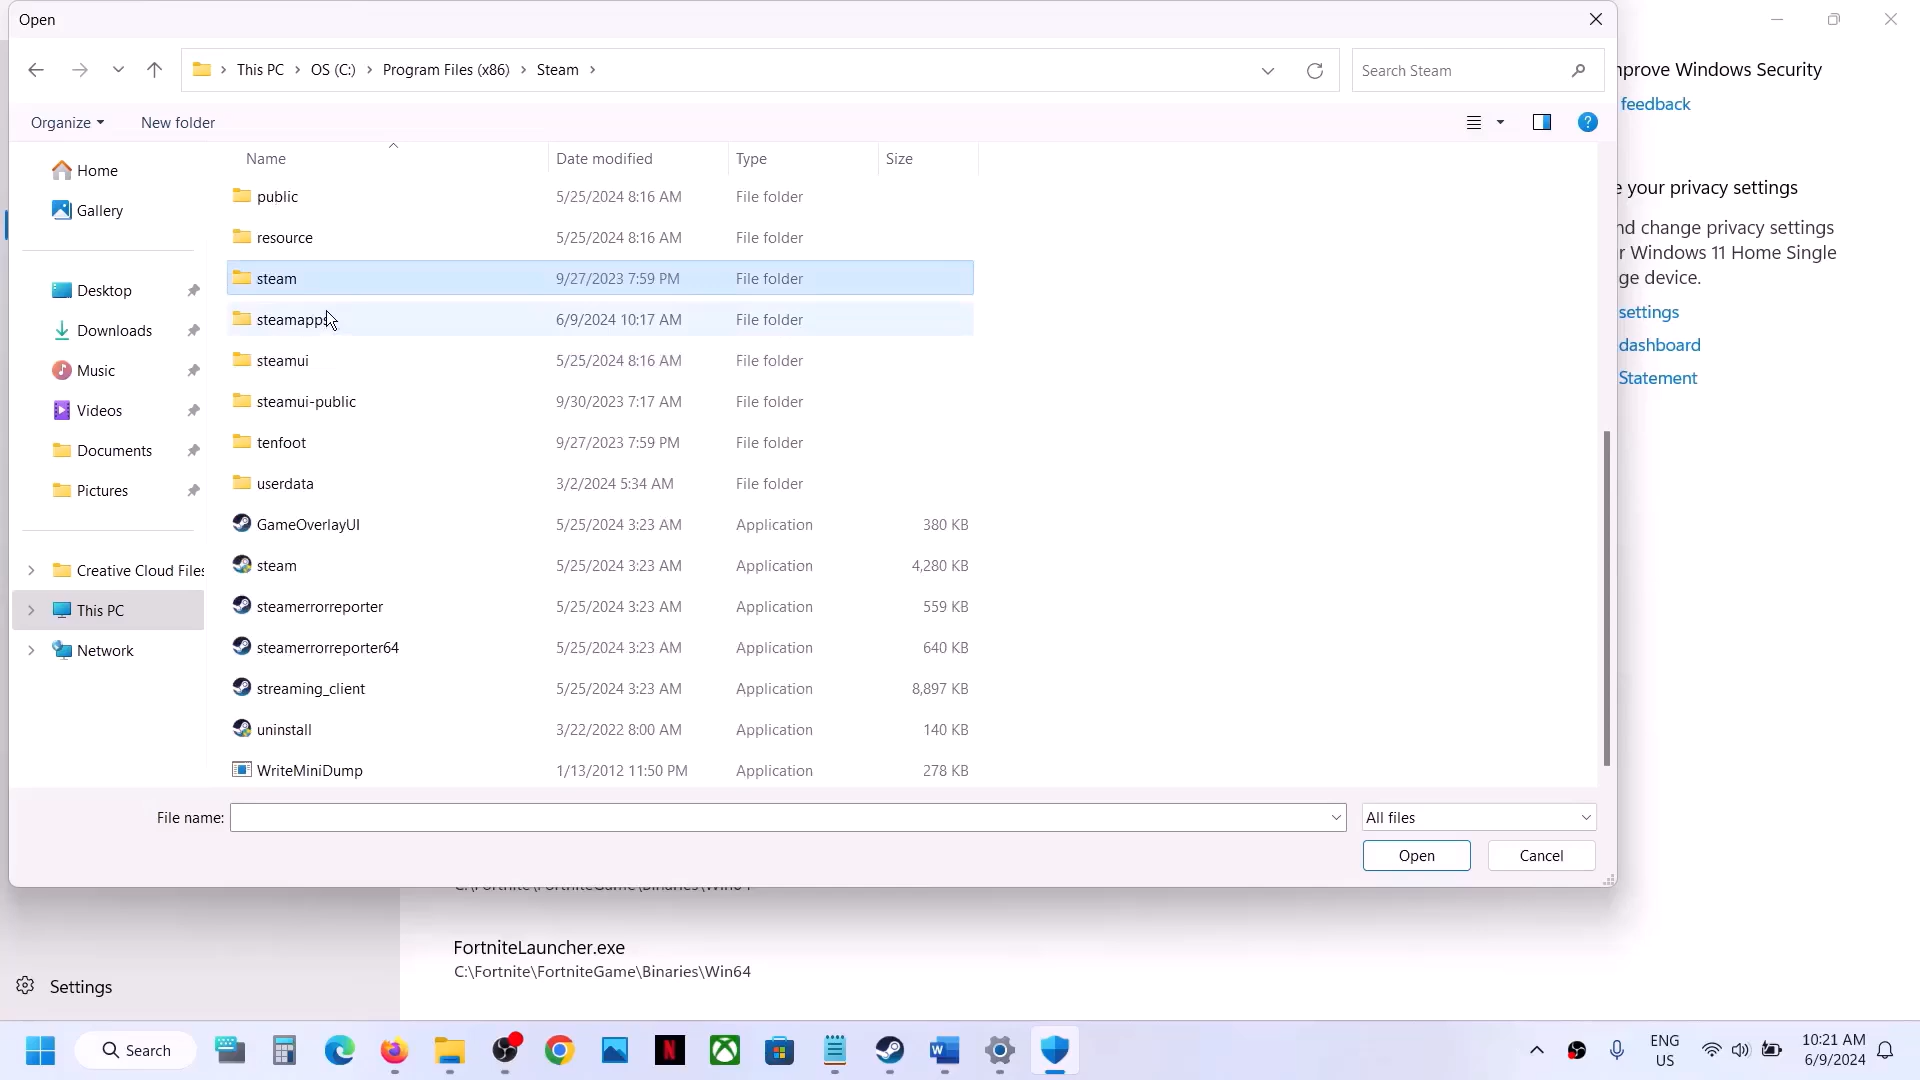 Open
This PC > OS (C:) > Program Files (x86) > Steam >
Search Steam
Organize
New folder
Name
Date modified
Type
Size
Home
Gallery
Desktop
Downloads
Music
Videos
Documents
Pictures
Creative Cloud Files
This PC
Network
public 5/25/2024 8:16 AM File folder
resource 5/25/2024 8:16 AM File folder
steam 9/27/2023 7:59 PM File folder
steamapps 6/9/2024 10:17 AM File folder
steamui 5/25/2024 8:16 AM File folder
steamui-public 9/30/2023 7:17 AM File folder
tenfoot 9/27/2023 7:59 PM File folder
userdata 3/2/2024 5:34 AM File folder
GameOverlayUI 5/25/2024 3:23 AM Application 380 KB
steam 5/25/2024 3:23 AM Application 4,280 KB
steamerrorreporter 5/25/2024 3:23 AM Application 559 KB
steamerrorreporter64 5/25/2024 3:23 AM Application 640 KB
streaming_client 5/25/2024 3:23 AM Application 8,897 KB
uninstall 3/22/2022 8:00 AM Application 140 KB
WriteMiniDump 1/13/2012 11:50 PM Application 278 KB
File name:
All files
Open
Cancel
prove Windows Security
feedback
your privacy settings
nd change privacy settings
r Windows 11 Home Single
ge device.
settings
dashboard
Statement
C:\Fortnite\FortniteGame\Binaries\Win64
FortniteLauncher.exe
C:\Fortnite\FortniteGame\Binaries\Win64
Settings
Search
ENG
US
10:21 AM
6/9/2024